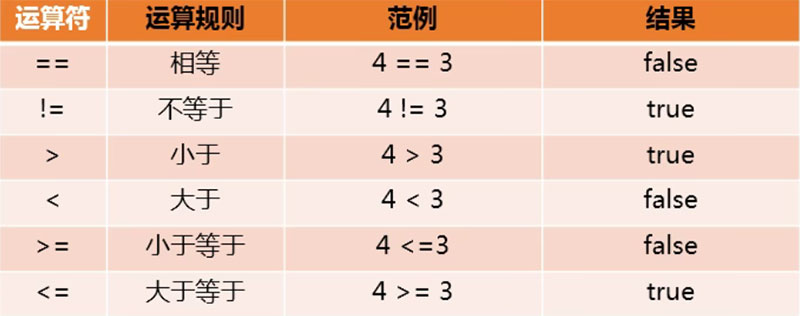 运算符 运算规则 范例 结果
== 相等 4 == 3 false
!= 不等于 4 != 3 true
> 小于 4 > 3 true
< 大于 4 < 3 false
>= 小于等于 4 <=3 false
<= 大于等于 4 >= 3 true